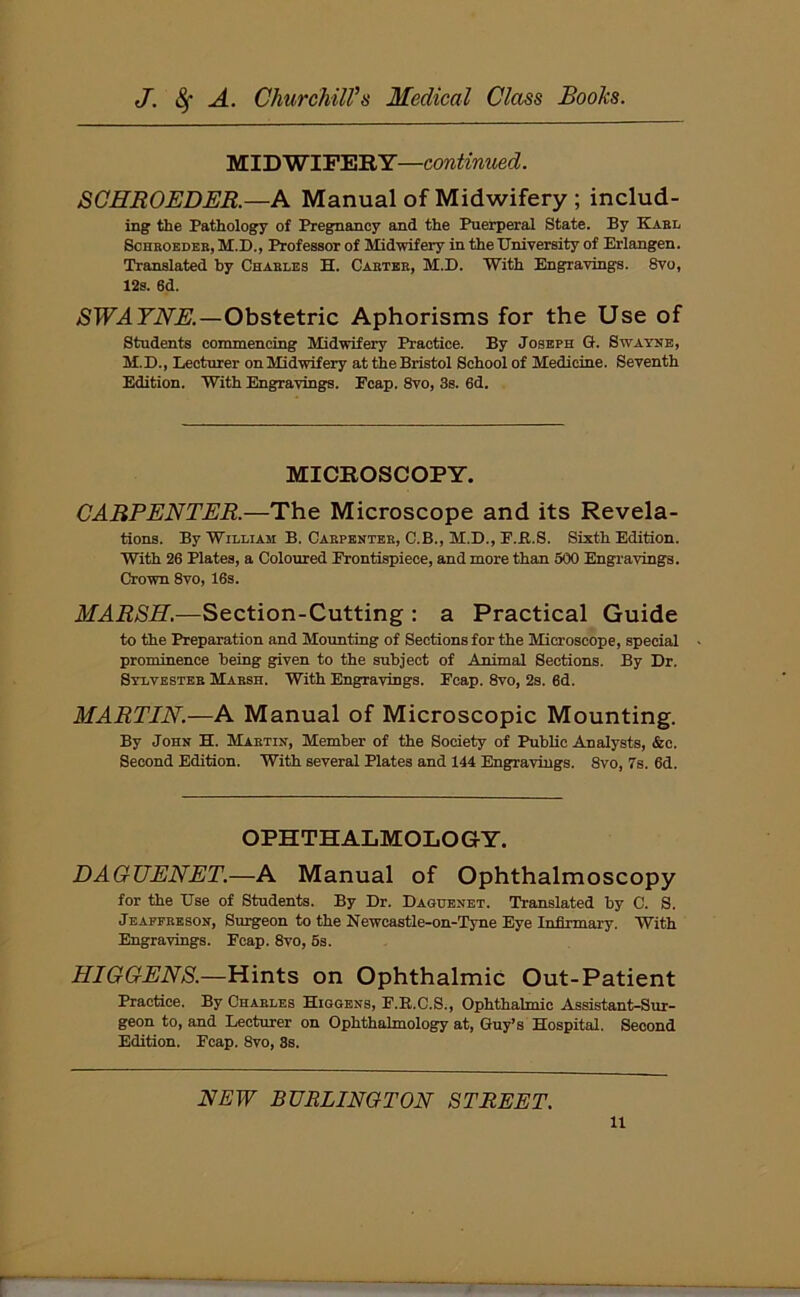 J. & A. Churchill's Medical Class Books.
MIDWIFERY—continued.
SCHROEDER.—A Manual of Midwifery ; includ-
ing the Pathology of Pregnancy and the Puerperal State. By Karl
Schroeder, M.D., Professor of Midwifery in the University of Erlangen.
Translated by Charles H. Carter, M.D. With Engravings. 8vo,
12s. 6d.
SWAYNE.—Obstetric Aphorisms for the Use of
Students commencing Midwifery Practice. By Joseph G. Swayne,
M.D., Lecturer on Midwifery at the Bristol School of Medicine. Seventh
Edition. With Engravings. Fcap. 8vo, 3s. 6d.
MICROSCOPY.
CARPENTER.—The Microscope and its Revela-
tions. By William B. Carpenter, C.B., M.D., F.R.S. Sixth Edition.
With 26 Plates, a Coloured Frontispiece, and more than 500 Engravings.
Crown 8vo, 16s.
MARSH.—Section-Cutting : a Practical Guide
to the Preparation and Mounting of Sections for the Microscope, special
prominence being given to the subject of Animal Sections. By Dr.
Sylvester Marsh. With Engravings. Fcap. 8vo, 2s. 6d.
MARTIN.—A Manual of Microscopic Mounting.
By John H. Martin, Member of the Society of Public Analysts, &c.
Second Edition. With several Plates and 144 Engravings. 8vo, 7s. 6d.
OPHTHALMOLOGY.
DAGUENET.—A Manual of Ophthalmoscopy
for the Use of Students. By Dr. Daguenet. Translated by C. S.
Jeaffreson, Surgeon to the Newcastle-on-Tyne Eye Infirmary. With
Engravings. Fcap. 8vo, 5s.
HIGGENS.—Hints on Ophthalmic Out-Patient
Practice. By Charles Higgens, F.R.C.S., Ophthalmic Assistant-Sur-
geon to, and Lecturer on Ophthalmology at, Guy's Hospital. Second
Edition. Fcap. 8vo, 3s.
NEW BURLINGTON STREET.
11